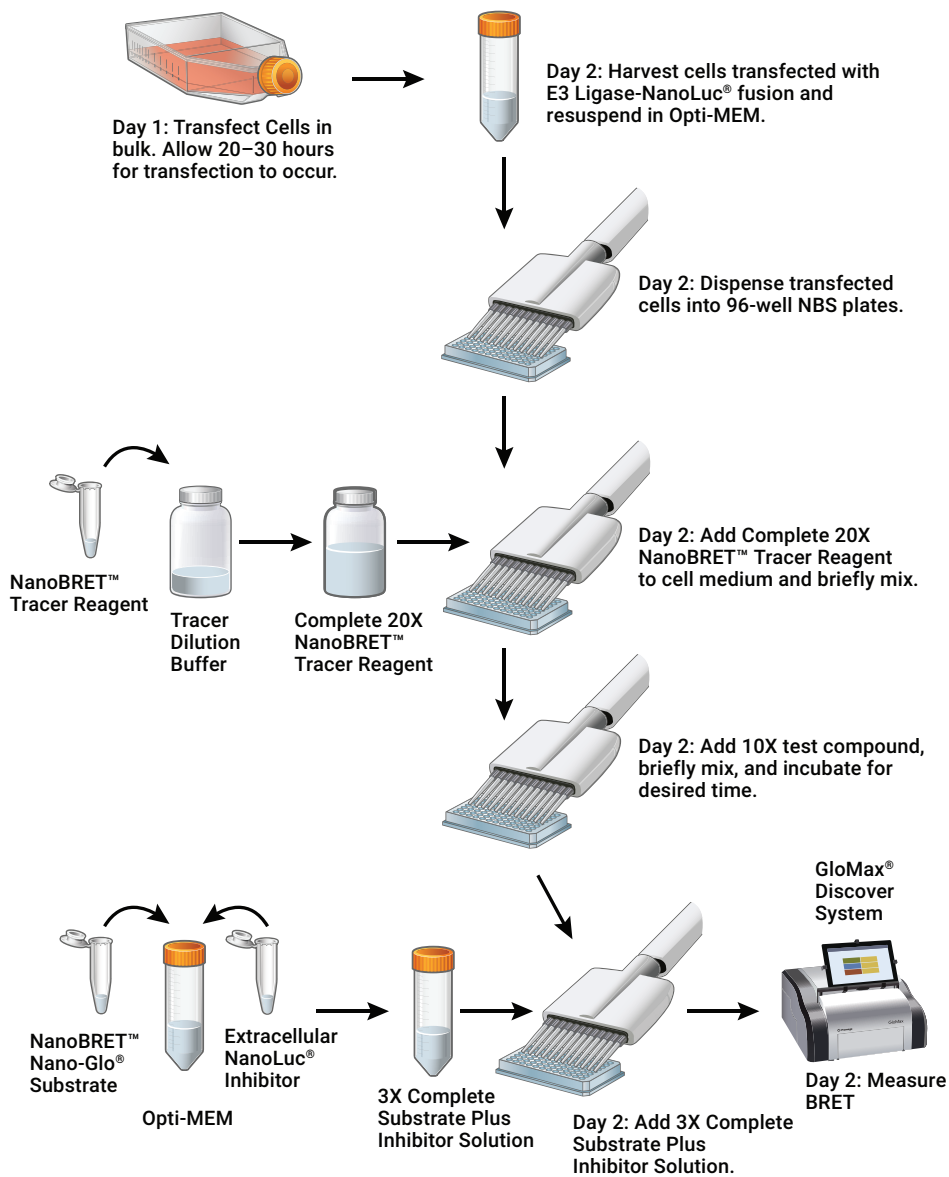 Day 1: Transfect Cells in
bulk. Allow 20–30 hours
for transfection to occur.
Day 2: Harvest cells transfected with
E3 Ligase-NanoLuc® fusion and
resuspend in Opti-MEM.
Day 2: Dispense transfected
cells into 96-well NBS plates.
NanoBRET™
Tracer Reagent
Tracer
Dilution
Buffer
Complete 20X
NanoBRET™
Tracer Reagent
Day 2: Add Complete 20X
NanoBRET™ Tracer Reagent
to cell medium and briefly mix.
Day 2: Add 10X test compound,
briefly mix, and incubate for
desired time.
NanoBRET™
Nano-Glo®
Substrate
Opti-MEM
Extracellular
NanoLuc®
Inhibitor
3X Complete
Substrate Plus
Inhibitor Solution
Day 2: Add 3X Complete
Substrate Plus
Inhibitor Solution.
GloMax®
Discover
System
Promega
GloMax
Day 2: Measure
BRET